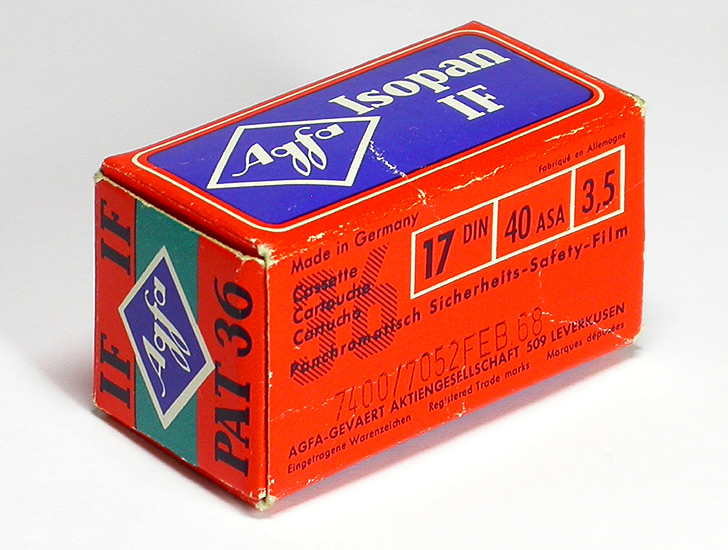 Agfa
Isopan
IF
IF IF
Agfa
PAT 36
Fabriqué en Allemagne
Made in Germany
17 DIN 40 ASA 3,5
36
Cassette
Cartouche
Cartucho
Panchromatisch Sicherheits-Safety-Film
7400/7052 FEB.68
AGFA-GEVAERT AKTIENGESELLSCHAFT 509 LEVERKUSEN
Eingetragene Warenzeichen Registered Trade marks Marques déposées